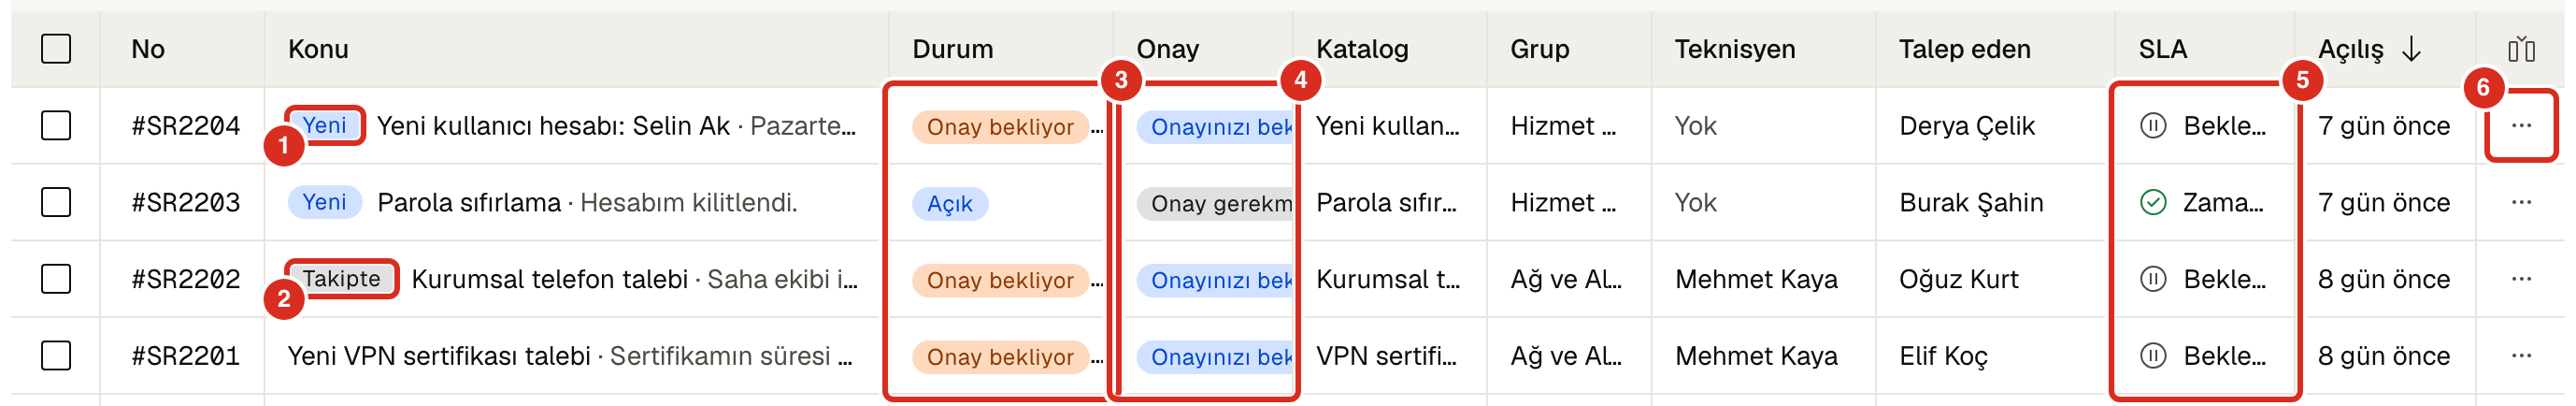 No Konu Durum Onay Katalog Grup Teknisyen Talep eden SLA Açılış ↓
3 4 5 6
#SR2204 Yeni Yeni kullanıcı hesabı: Selin Ak · Pazarte... Onay bekliyor ... Onayınızı bek Yeni kullan... Hizmet ... Yok Derya Çelik Bekle... 7 gün önce ...
1
#SR2203 Yeni Parola sıfırlama · Hesabım kilitlendi. Açık Onay gerekm Parola sıfır... Hizmet ... Yok Burak Şahin Zama... 7 gün önce ...
#SR2202 Takipte Kurumsal telefon talebi · Saha ekibi i... Onay bekliyor ... Onayınızı bek Kurumsal t... Ağ ve Al... Mehmet Kaya Oğuz Kurt Bekle... 8 gün önce ...
2
#SR2201 Yeni VPN sertifikası talebi · Sertifikamın süresi ... Onay bekliyor ... Onayınızı bek VPN sertifi... Ağ ve Al... Mehmet Kaya Elif Koç Bekle... 8 gün önce ...